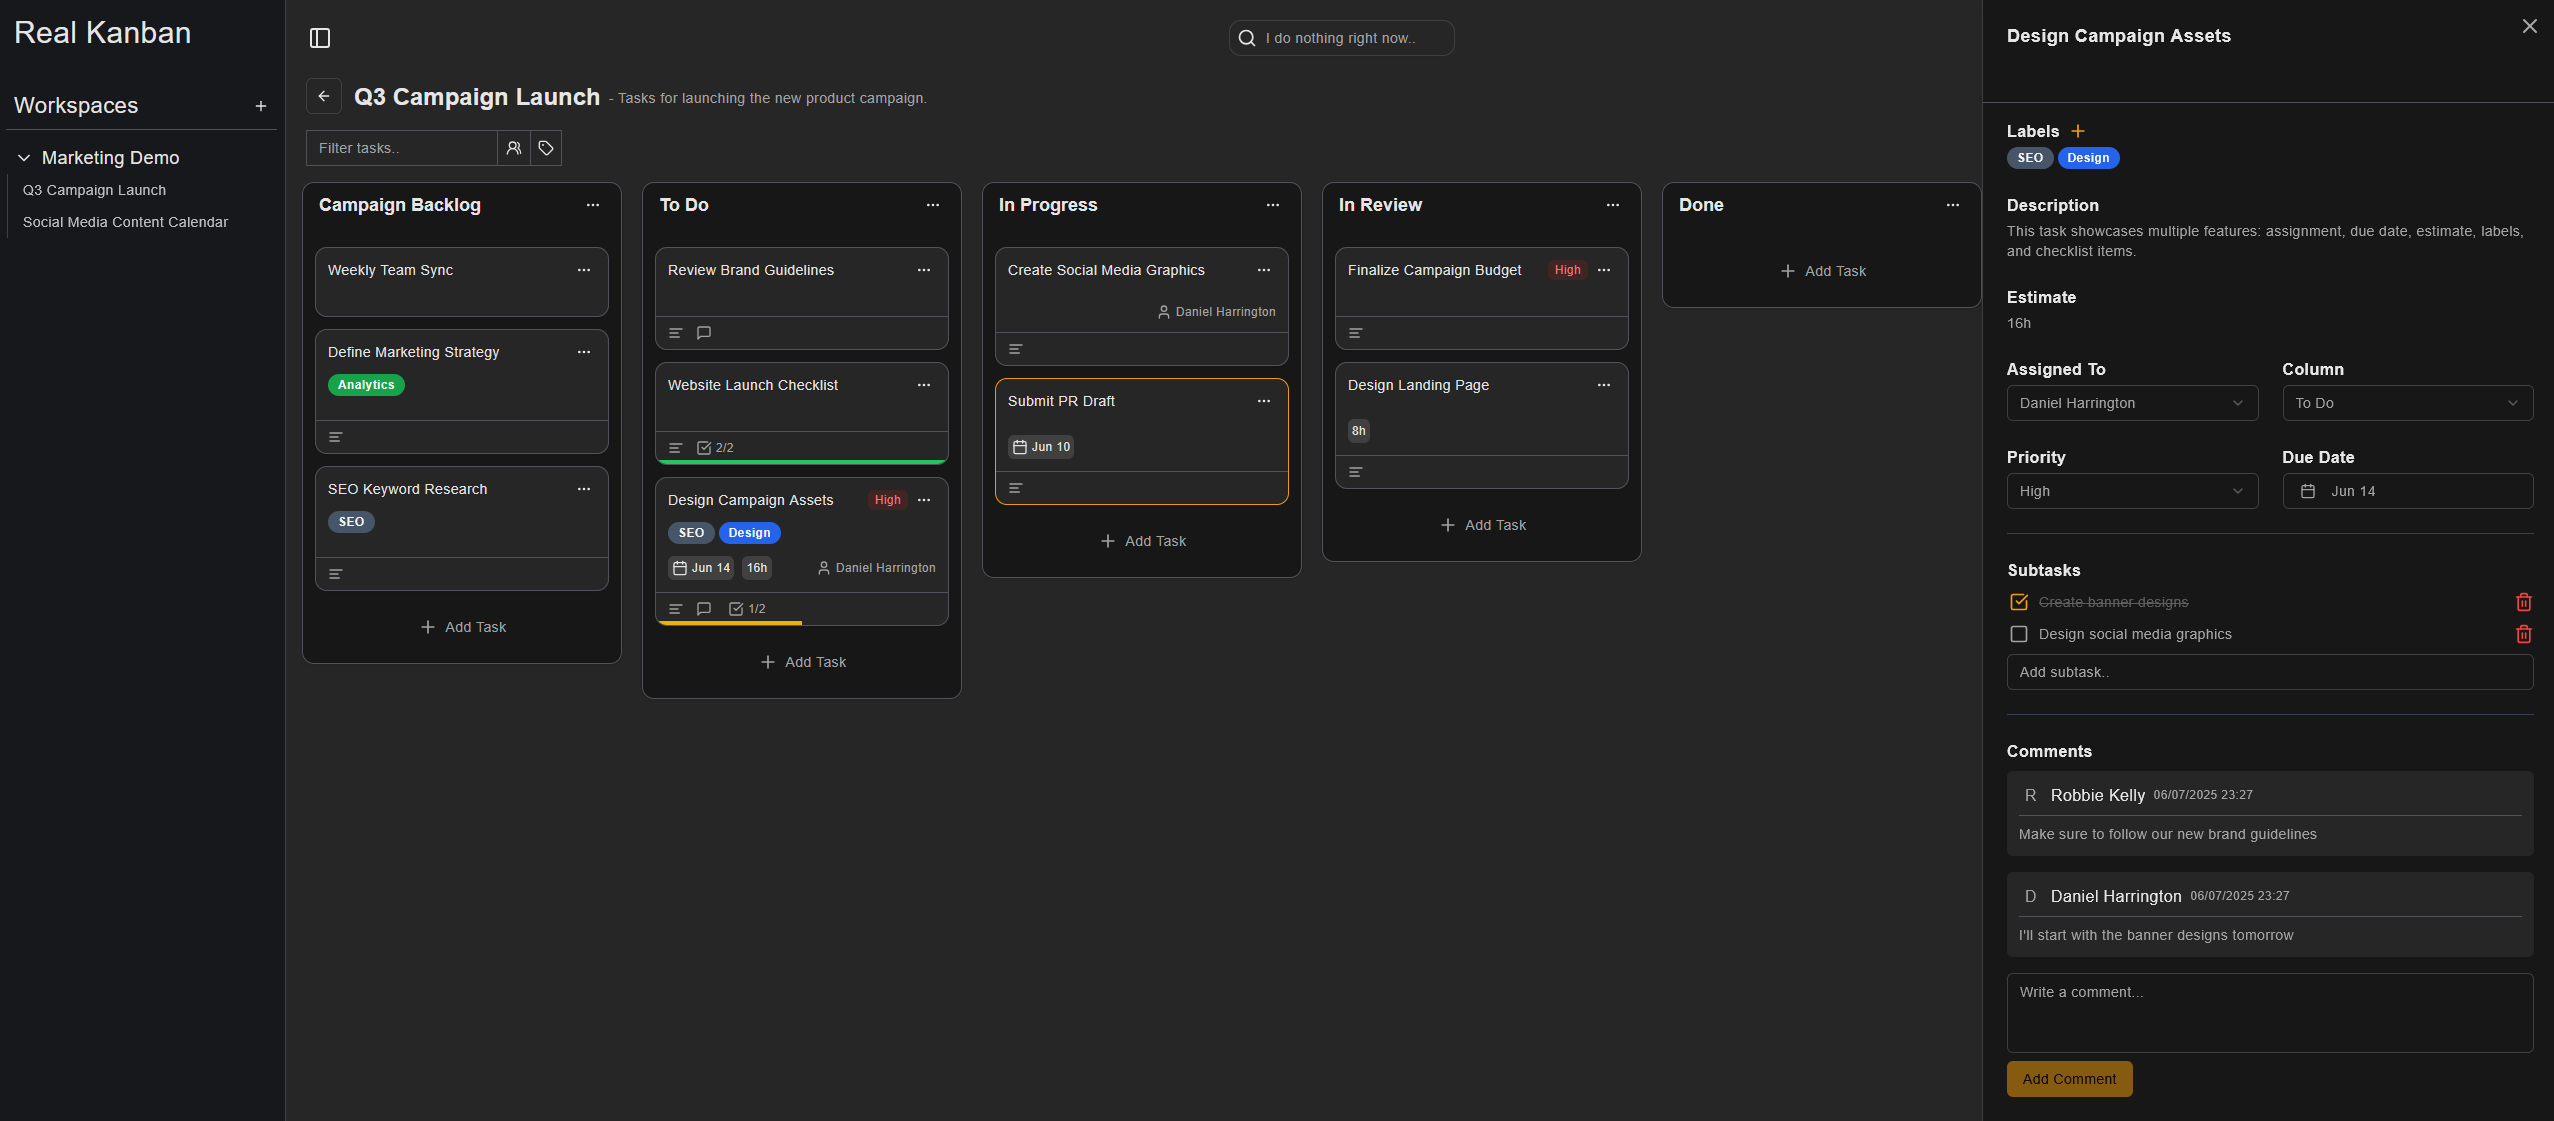 Real Kanban
Workspaces
Marketing Demo
Q3 Campaign Launch
Social Media Content Calendar
I do nothing right now..
Q3 Campaign Launch - Tasks for launching the new product campaign.
Filter tasks..
Campaign Backlog
Weekly Team Sync
Define Marketing Strategy
Analytics
SEO Keyword Research
SEO
Add Task
To Do
Review Brand Guidelines
Website Launch Checklist
2/2
Design Campaign Assets High
SEO Design
Jun 14 16h Daniel Harrington
1/2
Add Task
In Progress
Create Social Media Graphics
Daniel Harrington
Submit PR Draft
Jun 10
Add Task
In Review
Finalize Campaign Budget High
Design Landing Page
8h
Add Task
Done
Add Task
Design Campaign Assets
Labels
SEO Design
Description
This task showcases multiple features: assignment, due date, estimate, labels,
and checklist items.
Estimate
16h
Assigned To Column
Daniel Harrington To Do
Priority Due Date
High Jun 14
Subtasks
Create banner designs
Design social media graphics
Add subtask..
Comments
R Robbie Kelly 06/07/2025 23:27
Make sure to follow our new brand guidelines
D Daniel Harrington 06/07/2025 23:27
I'll start with the banner designs tomorrow
Write a comment...
Add Comment